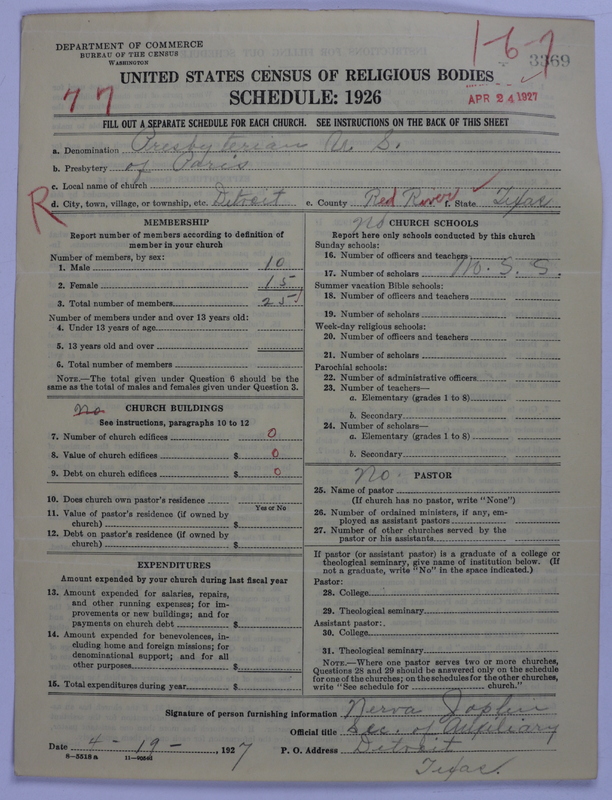 DEPARTMENT OF COMMERCE
BUREAU OF THE CENSUS
WASHINGTON
1-6-7
3369
77
UNITED STATES CENSUS OF RELIGIOUS BODIES
SCHEDULE: 1926
APR 24 1927
FILL OUT A SEPARATE SCHEDULE FOR EACH CHURCH. SEE INSTRUCTIONS ON THE BACK OF THIS SHEET
a. Denomination Presbyterian U. S.
b. Presbytery of Paris
c. Local name of church
R
d. City, town, village, or township, etc. Detroit e. County Red River f. State Texas
MEMBERSHIP
Report number of members according to definition of
member in your church
Number of members, by sex:
1. Male 10
2. Female 15
3. Total number of members 25
Number of members under and over 13 years old:
4. Under 13 years of age
5. 13 years old and over
6. Total number of members
NOTE.—The total given under Question 6 should be the
same as the total of males and females given under Question 3.
no CHURCH BUILDINGS
See instructions, paragraphs 10 to 12
7. Number of church edifices 0
8. Value of church edifices $ 0
9. Debt on church edifices $ 0
10. Does church own pastor's residence
Yes or No
11. Value of pastor's residence (if owned by
church) $
12. Debt on pastor's residence (if owned by
church) $
EXPENDITURES
Amount expended by your church during last fiscal year
13. Amount expended for salaries, repairs,
and other running expenses; for im-
provements or new buildings; and for
payments on church debt $
14. Amount expended for benevolences, in-
cluding home and foreign missions; for
denominational support; and for all
other purposes $
15. Total expenditures during year $
no CHURCH SCHOOLS
Report here only schools conducted by this church
Sunday schools:
16. Number of officers and teachers
17. Number of scholars no. S. S.
Summer vacation Bible schools:
18. Number of officers and teachers
19. Number of scholars
Week-day religious schools:
20. Number of officers and teachers
21. Number of scholars
Parochial schools:
22. Number of administrative officers
23. Number of teachers—
a. Elementary (grades 1 to 8)
b. Secondary
24. Number of scholars—
a. Elementary (grades 1 to 8)
b. Secondary
No. PASTOR
25. Name of pastor
(If church has no pastor, write "None")
26. Number of ordained ministers, if any, em-
ployed as assistant pastors
27. Number of other churches served by the
pastor or his assistants
If pastor (or assistant pastor) is a graduate of a college or
theological seminary, give name of institution below. (If
not a graduate, write "No" in the space indicated.)
Pastor:
28. College
29. Theological seminary
Assistant pastor:
30. College
31. Theological seminary
NOTE.—Where one pastor serves two or more churches,
Questions 28 and 29 should be answered only on the schedule
for one of the churches; on the schedules for the other churches,
write "See schedule for church."
Signature of person furnishing information Nerva Joplin
Official title Sec. of Auxiliary
Date 4-19-, 1927 P. O. Address Detroit
Texas.
8—5518a